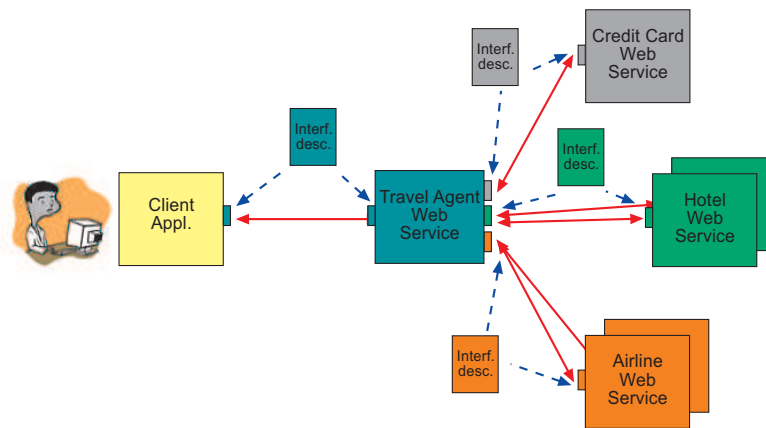 Interf.
desc.
Credit Card
Web
Service
Interf.
desc.
Interf.
desc.
Client
Appl.
Travel Agent
Web
Service
Hotel
Web
Service
Interf.
desc.
Airline
Web
Service